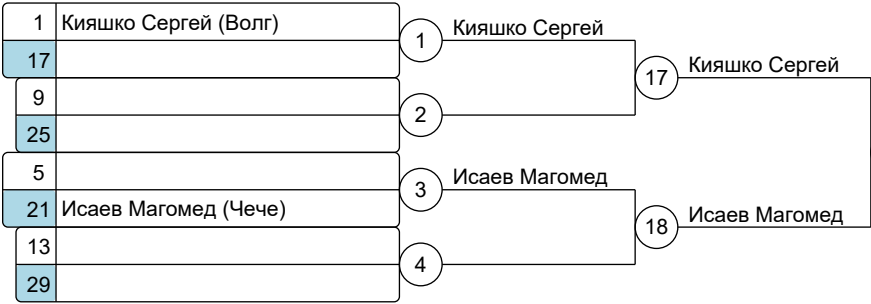 1 Кияшко Сергей (Волг)
17
9
25
5
21 Исаев Магомед (Чече)
13
29
1 Кияшко Сергей
2
3 Исаев Магомед
4
17 Кияшко Сергей
18 Исаев Магомед